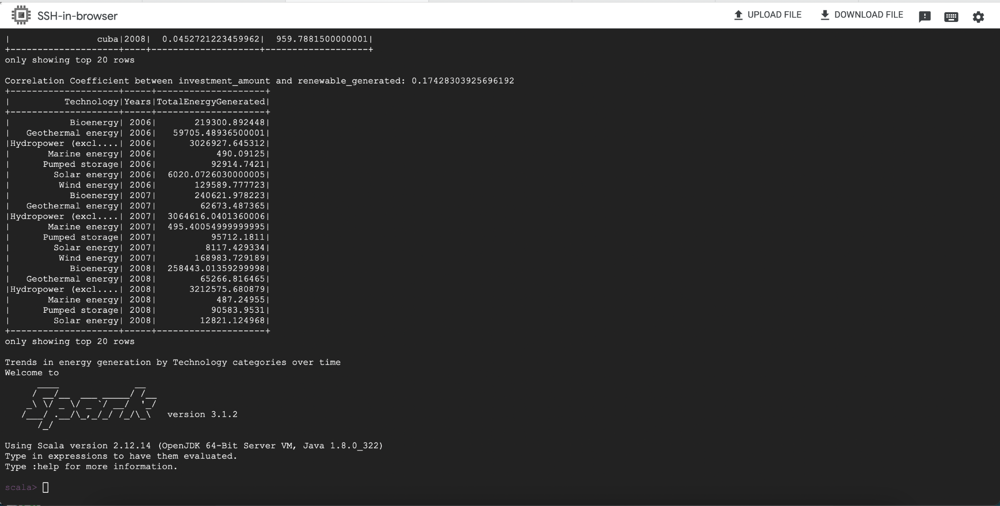 SSH-in-browser
UPLOAD FILE
DOWNLOAD FILE
|                cuba|2008|  0.0452721223459962|  959.7881500000001|
+--------------------+----+--------------------+-------------------+
only showing top 20 rows
Correlation Coefficient between investment_amount and renewable_generated: 0.17428303925696192
+--------------------+-----+--------------------+
|          Technology|Years|TotalEnergyGenerated|
+--------------------+-----+--------------------+
|           Bioenergy| 2006|       219300.892448|
|   Geothermal energy| 2006|   59705.48936500001|
|Hydropower (excl....| 2006|      3026927.645312|
|       Marine energy| 2006|           490.09125|
|      Pumped storage| 2006|          92914.7421|
|        Solar energy| 2006|  6020.0726030000005|
|         Wind energy| 2006|       129589.777723|
|           Bioenergy| 2007|       240621.978223|
|   Geothermal energy| 2007|        62673.487365|
|Hydropower (excl....| 2007|  3064616.0401360006|
|       Marine energy| 2007|  495.40054999999995|
|      Pumped storage| 2007|          95712.1811|
|        Solar energy| 2007|         8117.429334|
|         Wind energy| 2007|       168983.729189|
|           Bioenergy| 2008|  258443.01359299998|
|   Geothermal energy| 2008|        65266.816465|
|Hydropower (excl....| 2008|      3212575.680879|
|       Marine energy| 2008|           487.24955|
|      Pumped storage| 2008|          90583.9531|
|        Solar energy| 2008|        12821.124968|
+--------------------+-----+--------------------+
only showing top 20 rows
Trends in energy generation by Technology categories over time
Welcome to
      ____              __
     / __/__  ___ _____/ /__
    _\ \/ _ \/ _ `/ __/  '_/
   /___/ .__/\_,_/_/ /_/\_\   version 3.1.2
      /_/
Using Scala version 2.12.14 (OpenJDK 64-Bit Server VM, Java 1.8.0_322)
Type in expressions to have them evaluated.
Type :help for more information.
scala>